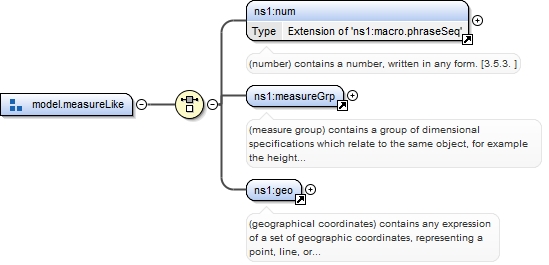 ns1:num
Type Extension of 'ns1:macro.phraseSeq'
(number) contains a number, written in any form. [3.5.3. ]
model.measureLike
ns1:measureGrp
(measure group) contains a group of dimensional
specifications which relate to the same object, for example
the height...
ns1:geo
(geographical coordinates) contains any expression
of a set of geographic coordinates, representing a
point, line, or...